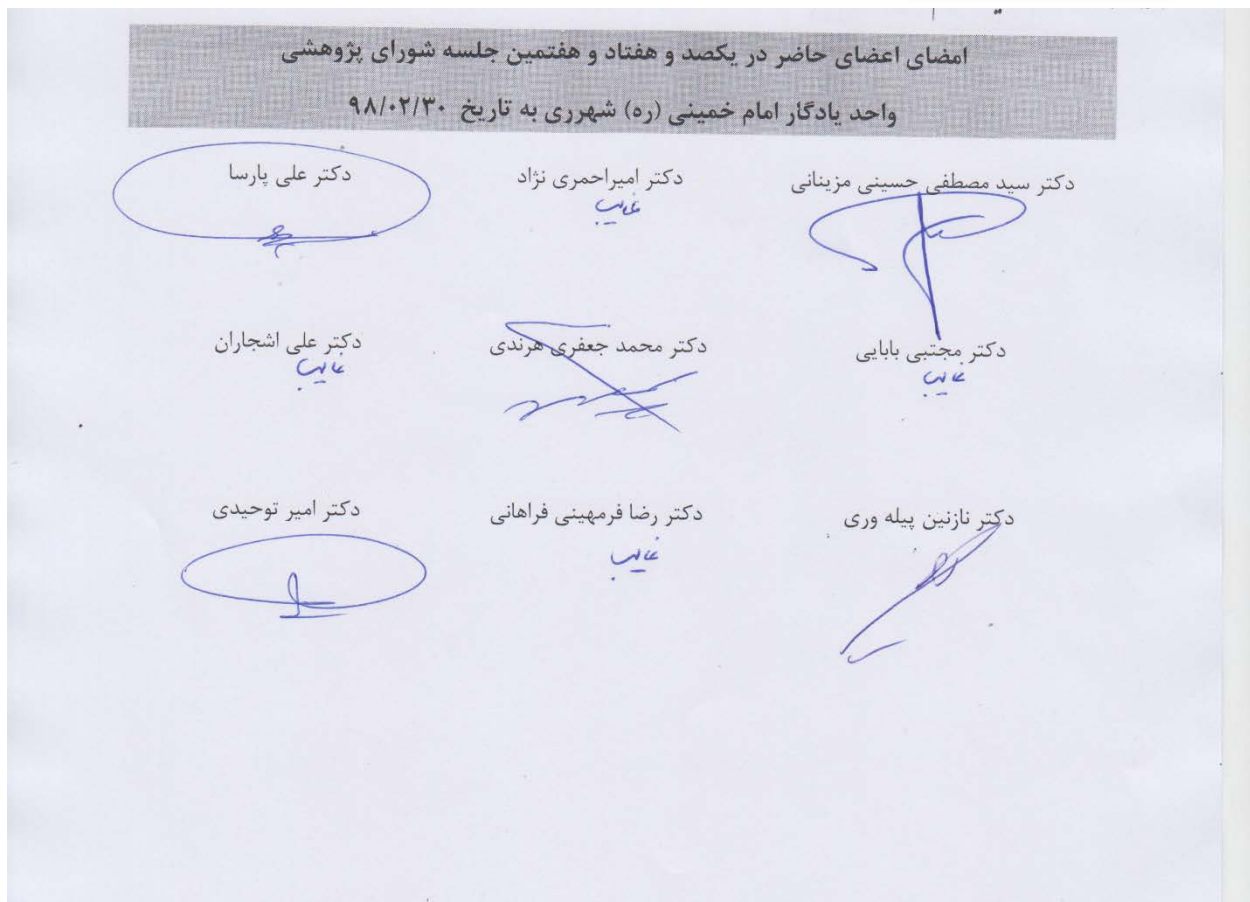 امضای اعضای حاضر در یکصد و هفتاد و هفتمین جلسه شورای پژوهشی
واحد یادگار امام خمینی (ره) شهرری به تاریخ ۹۸/۰۲/۳۰
دکتر سید مصطفی حسینی مزینانی
دکتر امیراحمری نژاد
دکتر علی پارسا
غایب
دکتر مجتبی بابایی
دکتر محمد جعفری هرندی
دکتر علی اشجاران
غایب
غایب
دکتر نازنین پیله وری
دکتر رضا فرمهینی فراهانی
دکتر امیر توحیدی
غایب